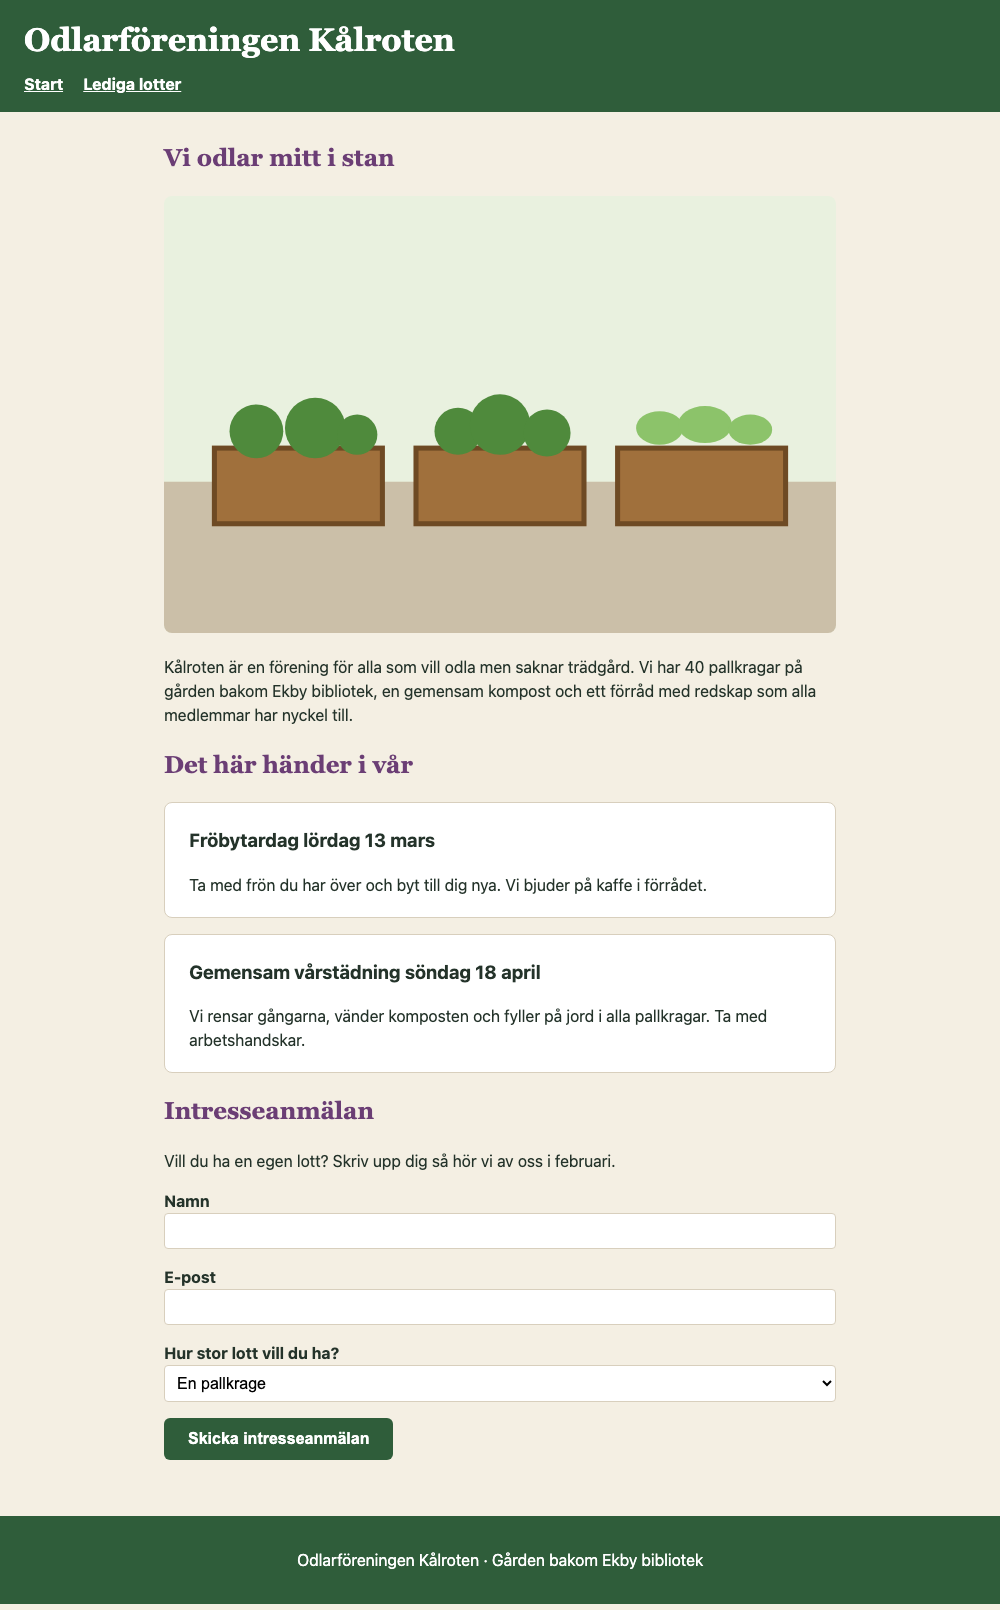 Odlarföreningen Kålroten
Start Lediga lotter
Vi odlar mitt i stan
Kålroten är en förening för alla som vill odla men saknar trädgård. Vi har 40 pallkragar på
gården bakom Ekby bibliotek, en gemensam kompost och ett förråd med redskap som alla
medlemmar har nyckel till.
Det här händer i vår
Fröbytardag lördag 13 mars
Ta med frön du har över och byt till dig nya. Vi bjuder på kaffe i förrådet.
Gemensam vårstädning söndag 18 april
Vi rensar gångarna, vänder komposten och fyller på jord i alla pallkragar. Ta med
arbetshandskar.
Intresseanmälan
Vill du ha en egen lott? Skriv upp dig så hör vi av oss i februari.
Namn
E-post
Hur stor lott vill du ha?
En pallkrage
Skicka intresseanmälan
Odlarföreningen Kålroten · Gården bakom Ekby bibliotek